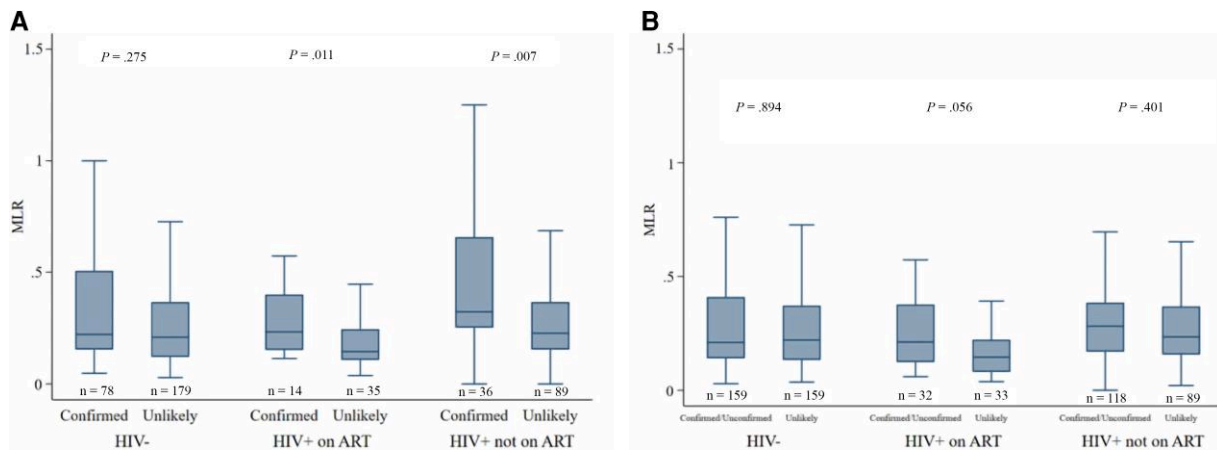 A
P = .275 P = .011 P = .007
1.5
1
.5
0
MLR
n = 78 n = 179 n = 14 n = 35 n = 36 n = 89
Confirmed Unlikely Confirmed Unlikely Confirmed Unlikely
HIV- HIV+ on ART HIV+ not on ART
B
P = .894 P = .056 P = .401
1.5
1
.5
0
MLR
n = 159 n = 159 n = 32 n = 33 n = 118 n = 89
Confirmed/Unconfirmed Unlikely Confirmed/Unconfirmed Unlikely Confirmed/Unconfirmed Unlikely
HIV- HIV+ on ART HIV+ not on ART